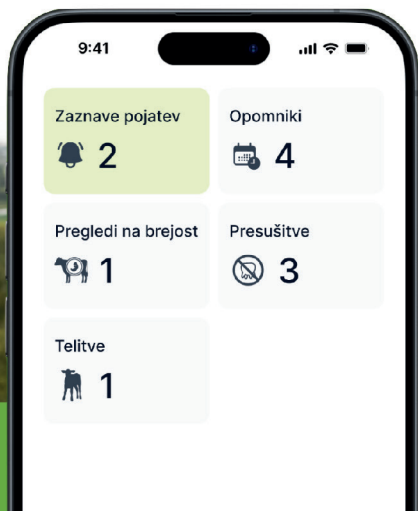 9:41
Zaznave pojatev
2
Opomniki
4
Pregledi na brejost
1
Presušitve
3
Telitve
1